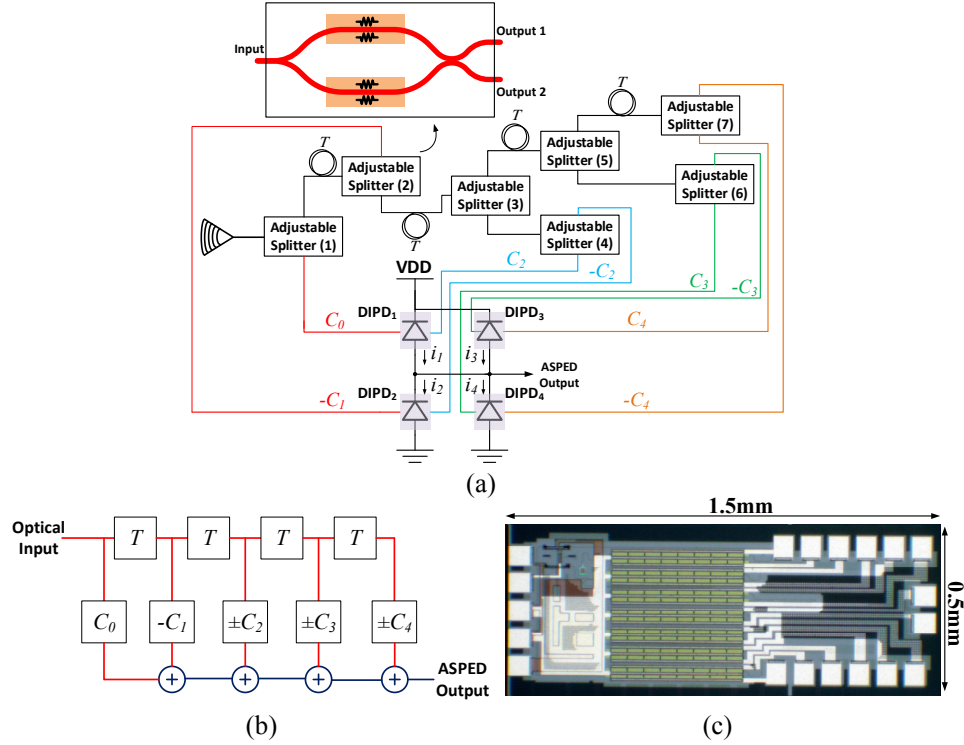 Input
Output 1
Output 2
T
T
Adjustable
Splitter (7)
Adjustable
Splitter (5)
T
Adjustable
Splitter (2)
Adjustable
Splitter (3)
Adjustable
Splitter (6)
Adjustable
Splitter (1)
T
Adjustable
Splitter (4)
VDD
C2
-C2
C3
-C3
DIPD1
DIPD3
C0
C4
i1
i3
ASPED
Output
i2
i4
DIPD2
DIPD4
-C1
-C4
(a)
Optical
Input
T
T
T
T
C0
-C1
±C2
±C3
±C4
+
+
+
+
ASPED
Output
(b)
1.5mm
0.5mm
(c)